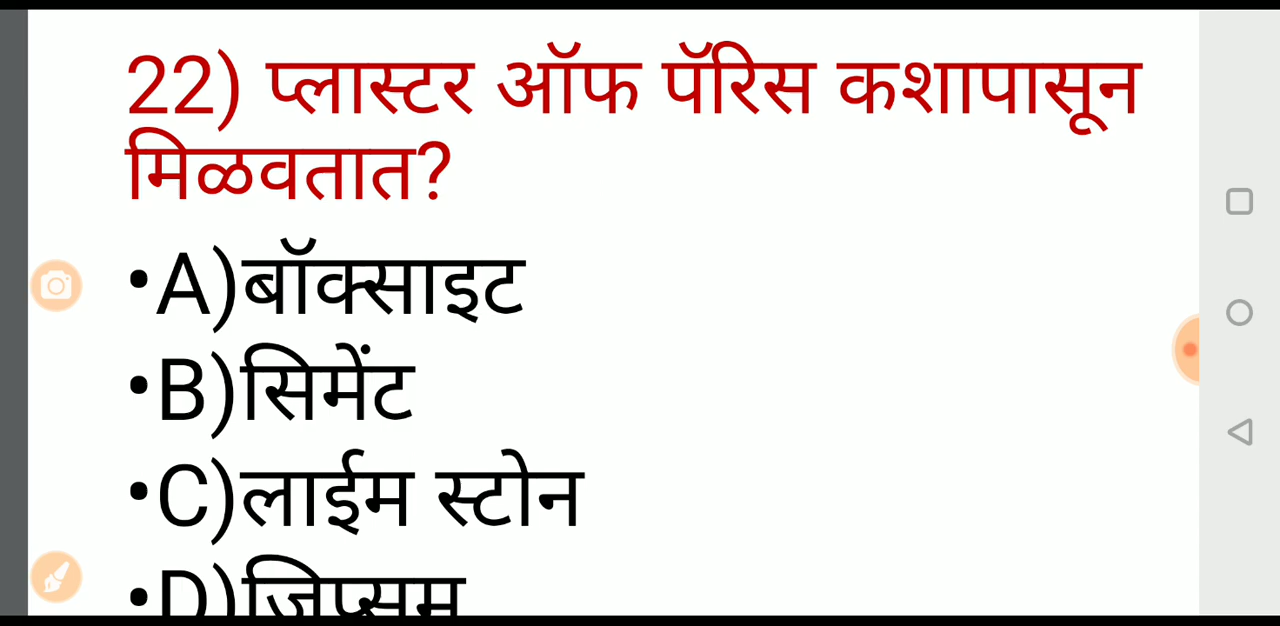 22) प्लास्टर ऑफ पॅरिस कशापासून
मिळवतात?
•A)बॉक्साइट
•B)सिमेंट
•C)लाईम स्टोन
•D)जिप्सम